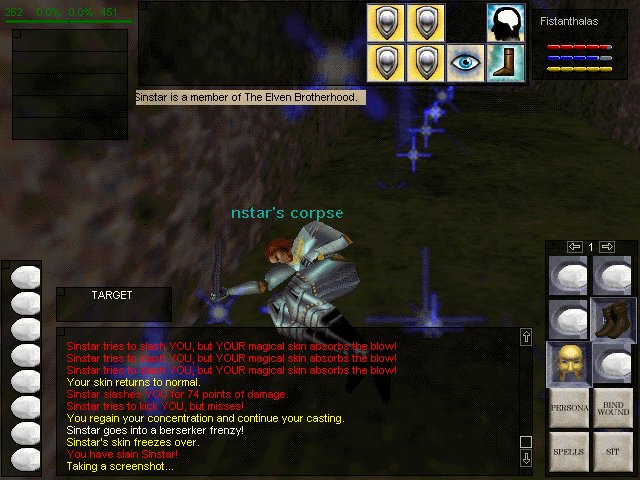 262 0.0% 0.0% 451
Fistanthalas
Sinstar is a member of The Elven Brotherhood.
nstar's corpse
1
TARGET
Sinstar tries to slash YOU, but YOUR magical skin absorbs the blow!
Sinstar tries to slash YOU, but YOUR magical skin absorbs the blow!
Sinstar tries to slash YOU, but YOUR magical skin absorbs the blow!
Your skin returns to normal.
Sinstar slashes YOU for 74 points of damage.
Sinstar tries to kick YOU, but misses!
You regain your concentration and continue your casting.
Sinstar goes into a berserker frenzy!
Sinstar's skin freezes over.
You have slain Sinstar!
Taking a screenshot...
PERSONA
BIND
WOUND
SPELLS
SIT